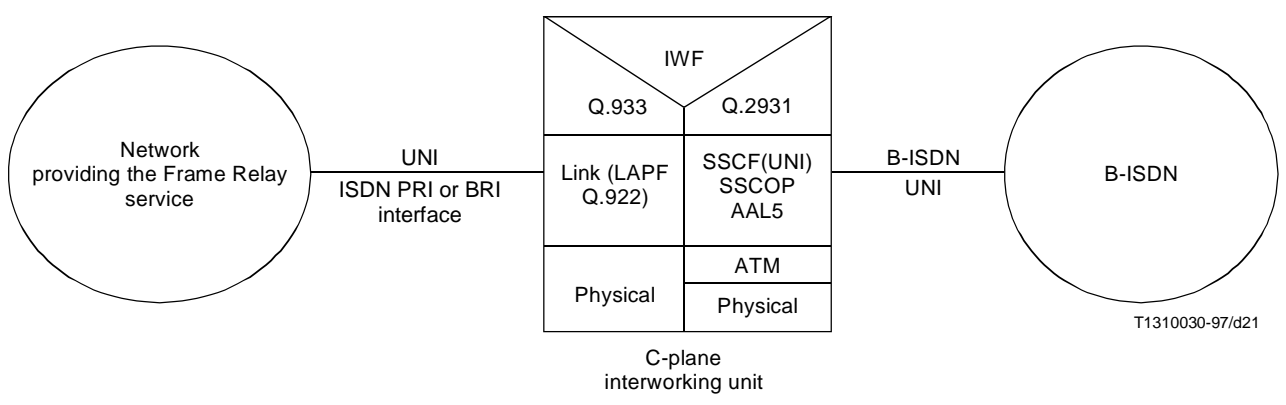 IWF
Q.933
Q.2931
Network
providing the Frame Relay
service
UNI
ISDN PRI or BRI
interface
Link (LAPF
Q.922)
SSCF(UNI)
SSCOP
AAL5
B-ISDN
UNI
B-ISDN
Physical
ATM
Physical
T1310030-97/d21
C-plane
interworking unit